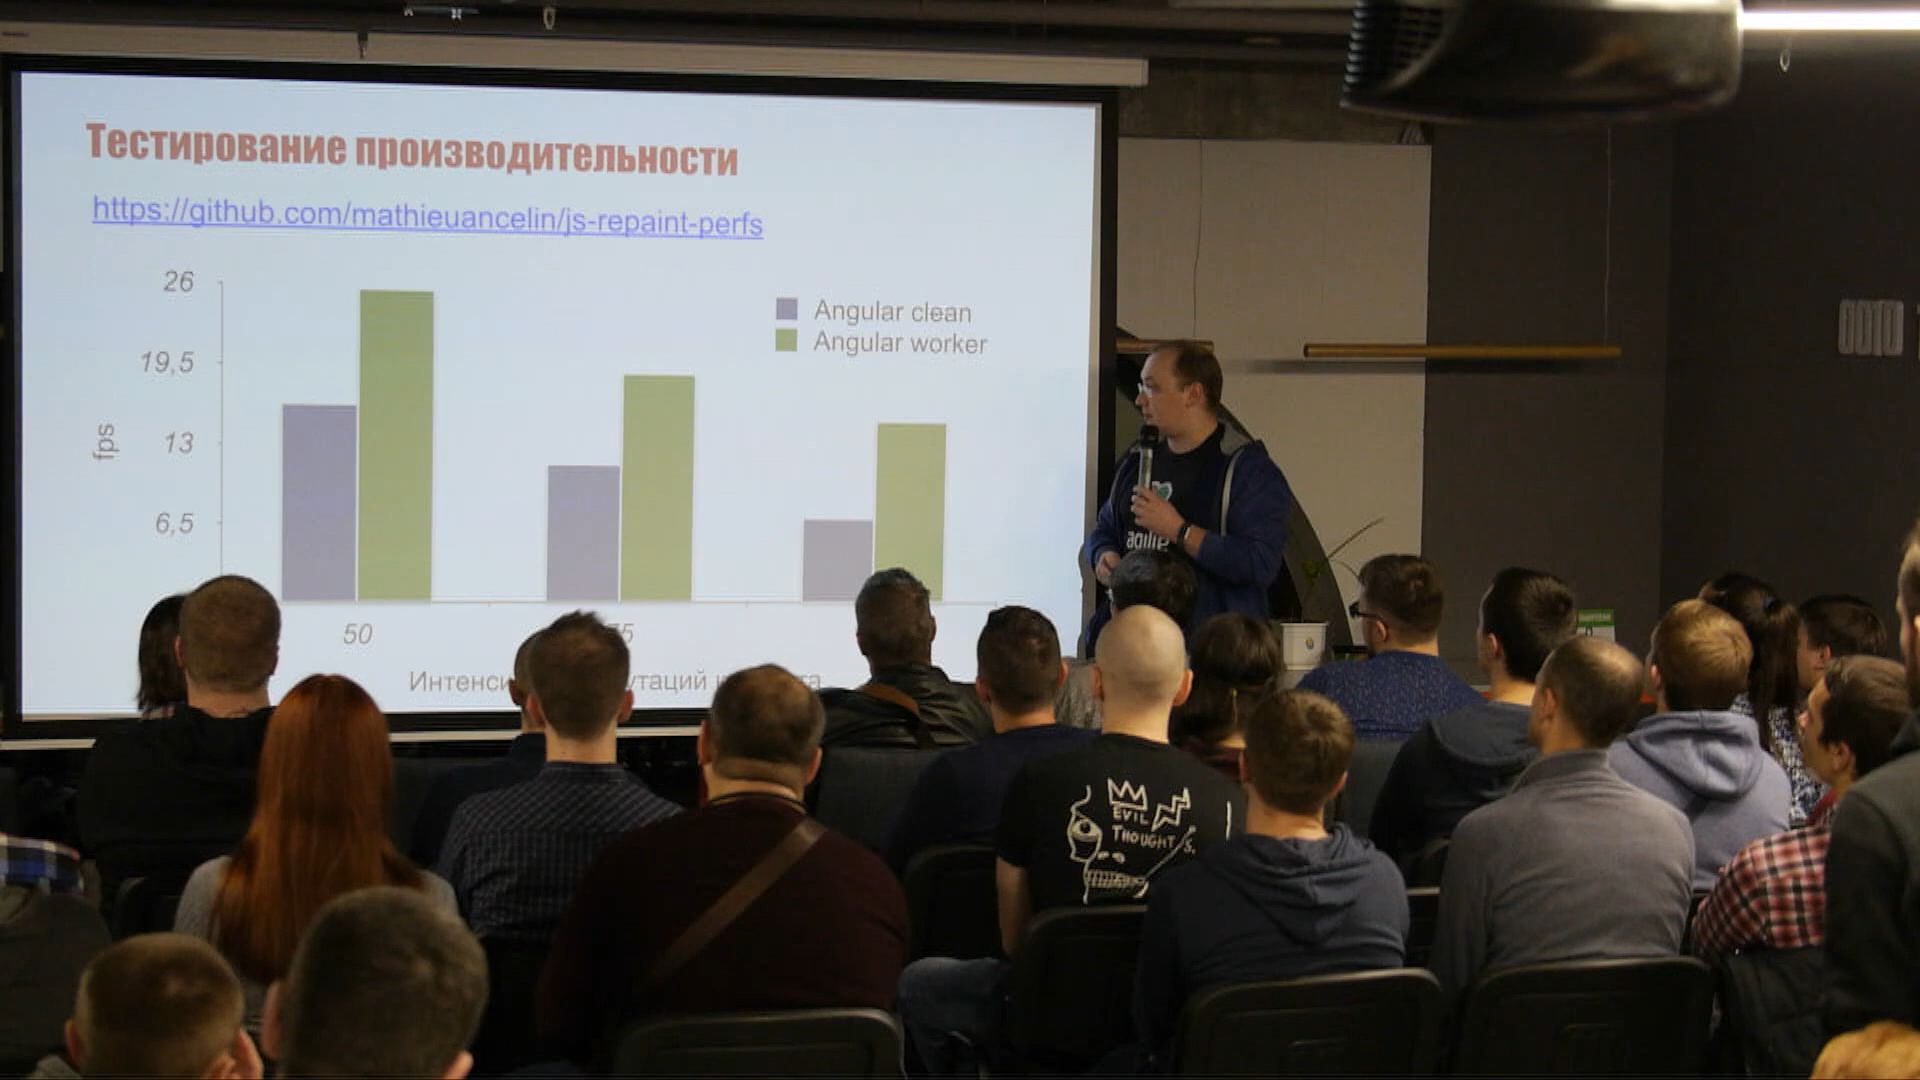 Тестирование производительности
https://github.com/mathieuancelin/js-repaint-perfs
26
19,5
13
6,5
fps
Angular clean
Angular worker
50
agile
EVIL
THOUGHTS,